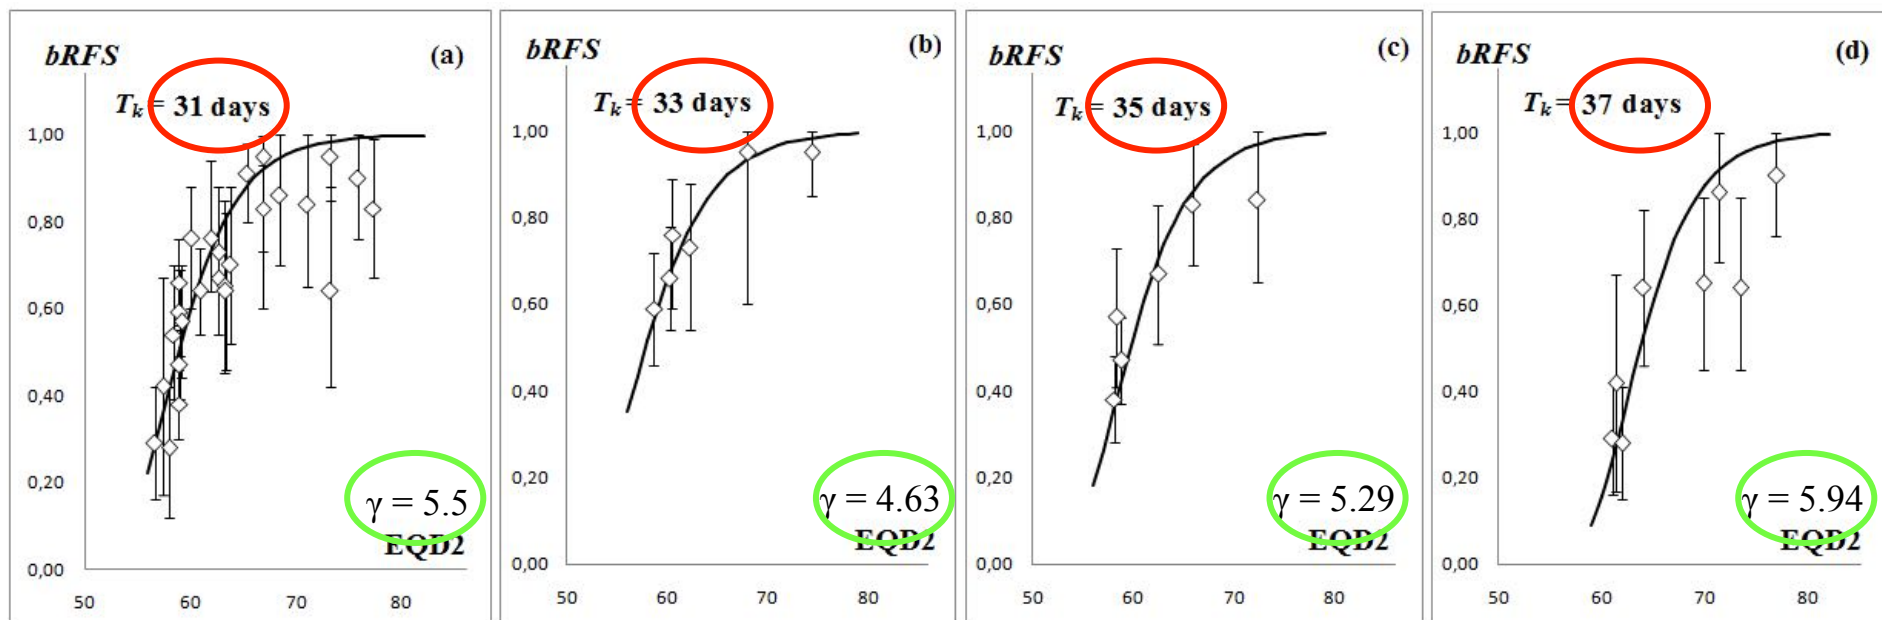 bRFS
(a)
Tk = 31 days
1,00
0,80
0,60
0,40
0,20
0,00
γ = 5.5
EQD2
50 60 70 80
bRFS
(b)
Tk = 33 days
1,00
0,80
0,60
0,40
0,20
0,00
γ = 4.63
EQD2
50 60 70 80
bRFS
(c)
Tk = 35 days
1,00
0,80
0,60
0,40
0,20
0,00
γ = 5.29
EQD2
50 60 70 80
bRFS
(d)
Tk = 37 days
1,00
0,80
0,60
0,40
0,20
0,00
γ = 5.94
EQD2
50 60 70 80